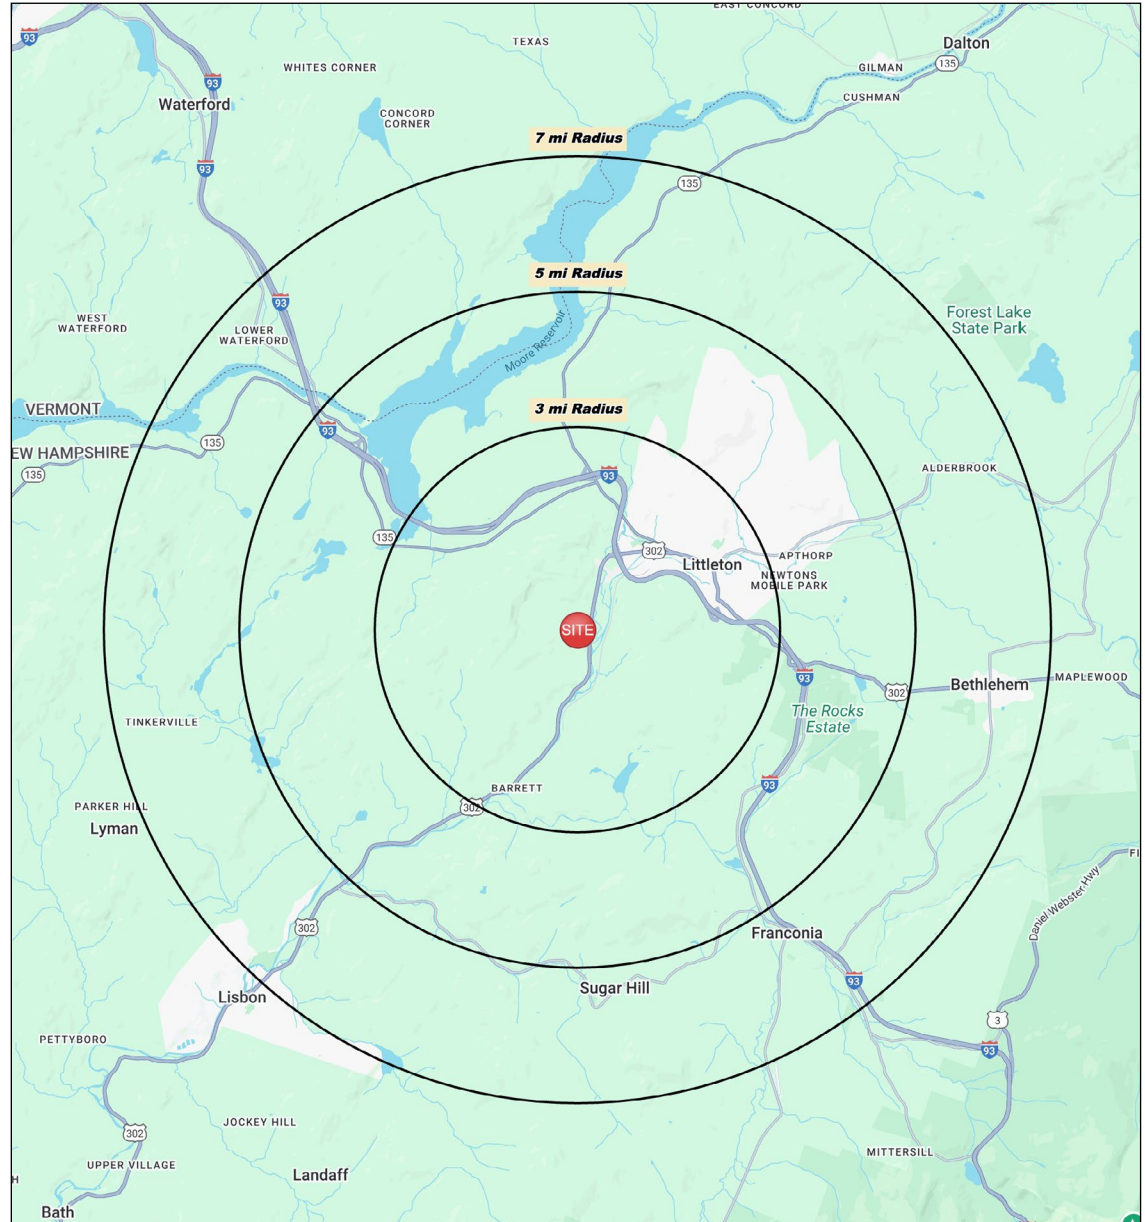 EAST CONCORD
93
TEXAS
Dalton
WHITES CORNER
GILMAN
135
93
Waterford
CUSHMAN
CONCORD
CORNER
7 mi Radius
93
135
5 mi Radius
93
WEST
WATERFORD
LOWER
WATERFORD
Forest Lake
State Park
Moore Reservoir
VERMONT
3 mi Radius
93
135
EW HAMPSHIRE
135
93
ALDERBROOK
135
302
Littleton
APTHORP
NEWTONS
MOBILE PARK
SITE
93
302
Bethlehem
MAPLEWOOD
The Rocks
Estate
TINKERVILLE
93
BARRETT
302
PARKER HILL
Lyman
FI
Daniel Webster Hwy
302
Franconia
93
Sugar Hill
Lisbon
3
PETTYBORO
93
JOCKEY HILL
302
MITTERSILL
UPPER VILLAGE
Landaff
H
Bath